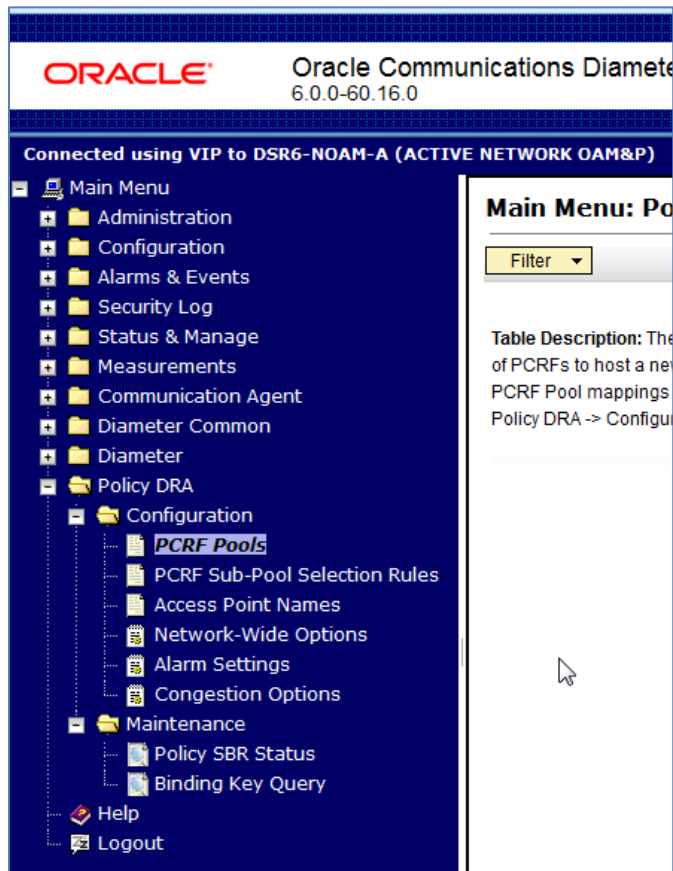 ORACLE®
Oracle Communications Diamete
6.0.0-60.16.0
Connected using VIP to DSR6-NOAM-A (ACTIVE NETWORK OAM&P)
Main Menu
Administration
Configuration
Alarms & Events
Security Log
Status & Manage
Measurements
Communication Agent
Diameter Common
Diameter
Policy DRA
Configuration
PCRF Pools
PCRF Sub-Pool Selection Rules
Access Point Names
Network-Wide Options
Alarm Settings
Congestion Options
Maintenance
Policy SBR Status
Binding Key Query
Help
Logout
Main Menu: Po
Filter
Table Description: The
of PCRFs to host a nev
PCRF Pool mappings
Policy DRA -> Configu